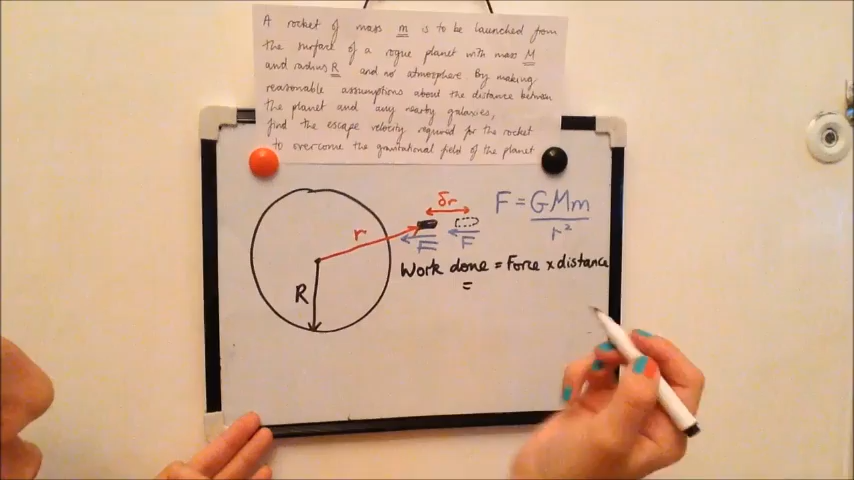 A rocket of mass m is to be launched from
the surface of a rogue planet with mass M
and radius R and no atmosphere. By making
reasonable assumptions about the distance between
the planet and any nearby galaxies,
find the escape velocity required for the rocket
to overcome the gravitational field of the planet
δr
F = GMm
r²
r
F
F
Work done = Force x distance
=
R